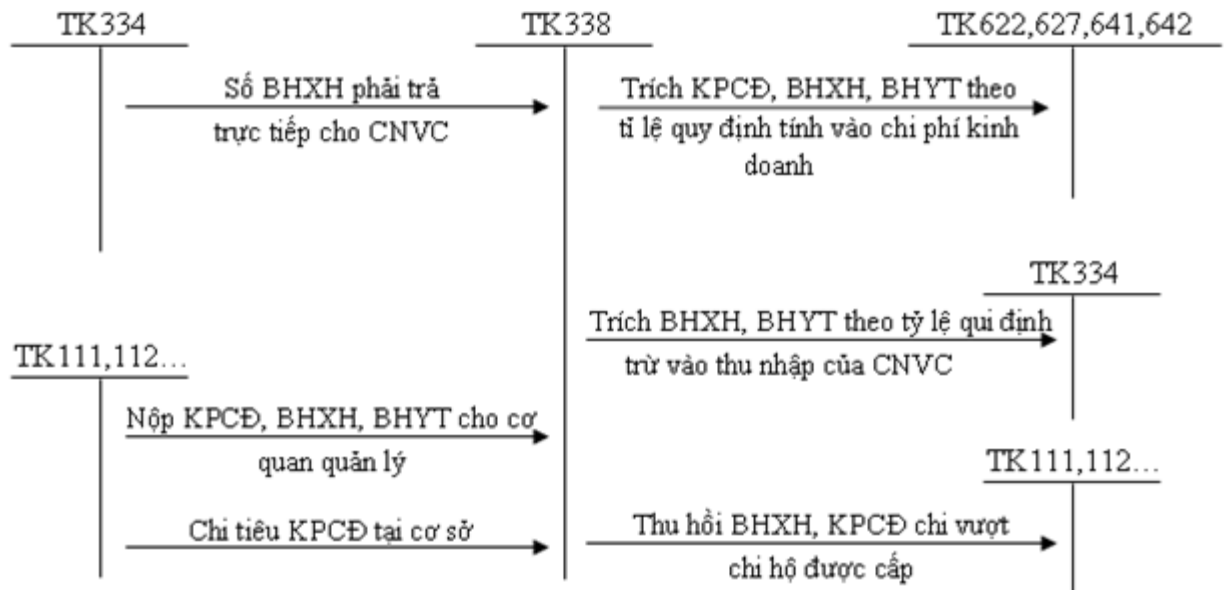 TK334
TK338
TK622,627,641,642
Số BHXH phải trả
trực tiếp cho CNVC
Trích KPCĐ, BHXH, BHYT theo
tỉ lệ quy định tính vào chi phí kinh
doanh
TK334
Trích BHXH, BHYT theo tỷ lệ qui định
trừ vào thu nhập của CNVC
TK111,112...
Nộp KPCĐ, BHXH, BHYT cho cơ
quan quản lý
TK111,112...
Chi tiêu KPCĐ tại cơ sở
Thu hồi BHXH, KPCĐ chi vượt
chi hộ được cấp